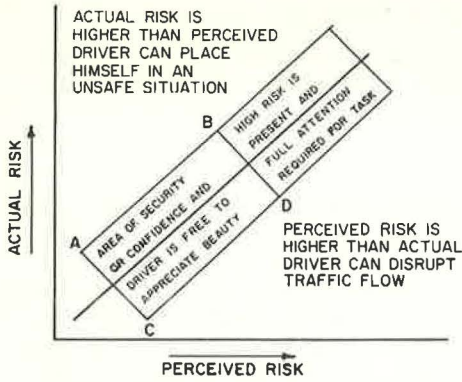 ACTUAL RISK IS
HIGHER THAN PERCEIVED
DRIVER CAN PLACE
HIMSELF IN AN
UNSAFE SITUATION
B
HIGH RISK IS
PRESENT AND
FULL ATTENTION
REQUIRED FOR TASK
A
AREA OF SECURITY
OR CONFIDENCE AND
DRIVER IS FREE TO
APPRECIATE BEAUTY
D
C
PERCEIVED RISK IS
HIGHER THAN ACTUAL
DRIVER CAN DISRUPT
TRAFFIC FLOW
ACTUAL RISK
PERCEIVED RISK